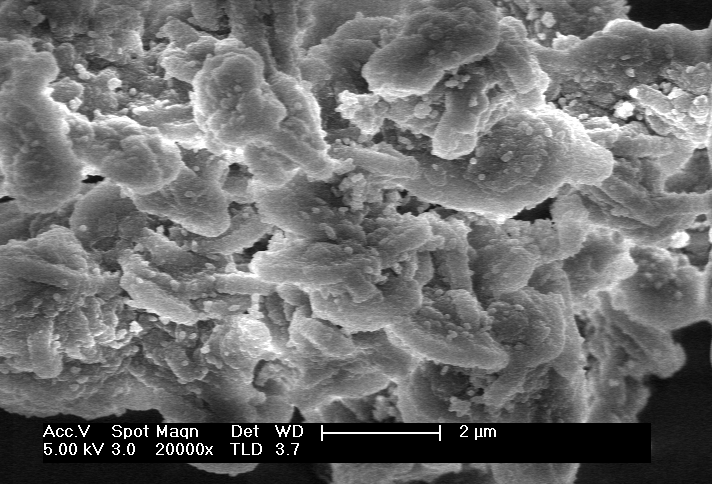 Acc.V Spot Magn Det WD 2 µm
5.00 kV 3.0 20000x TLD 3.7